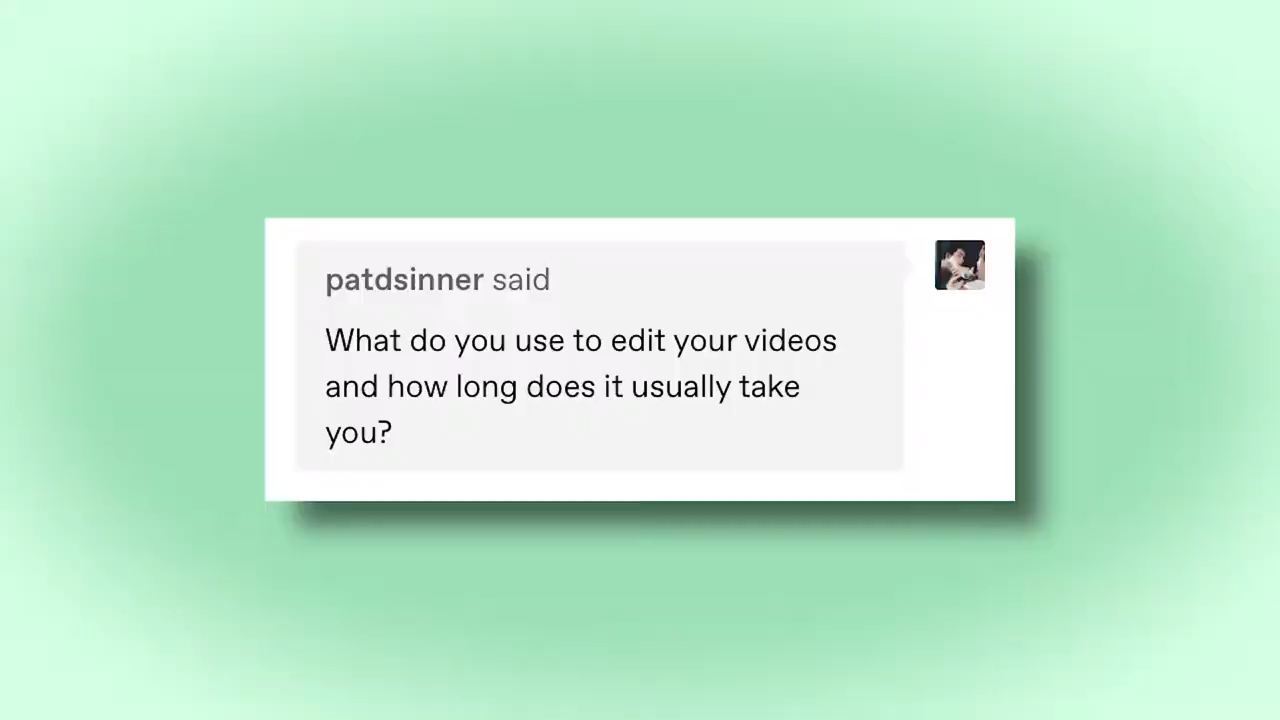 patdsinner said
What do you use to edit your videos
and how long does it usually take
you?